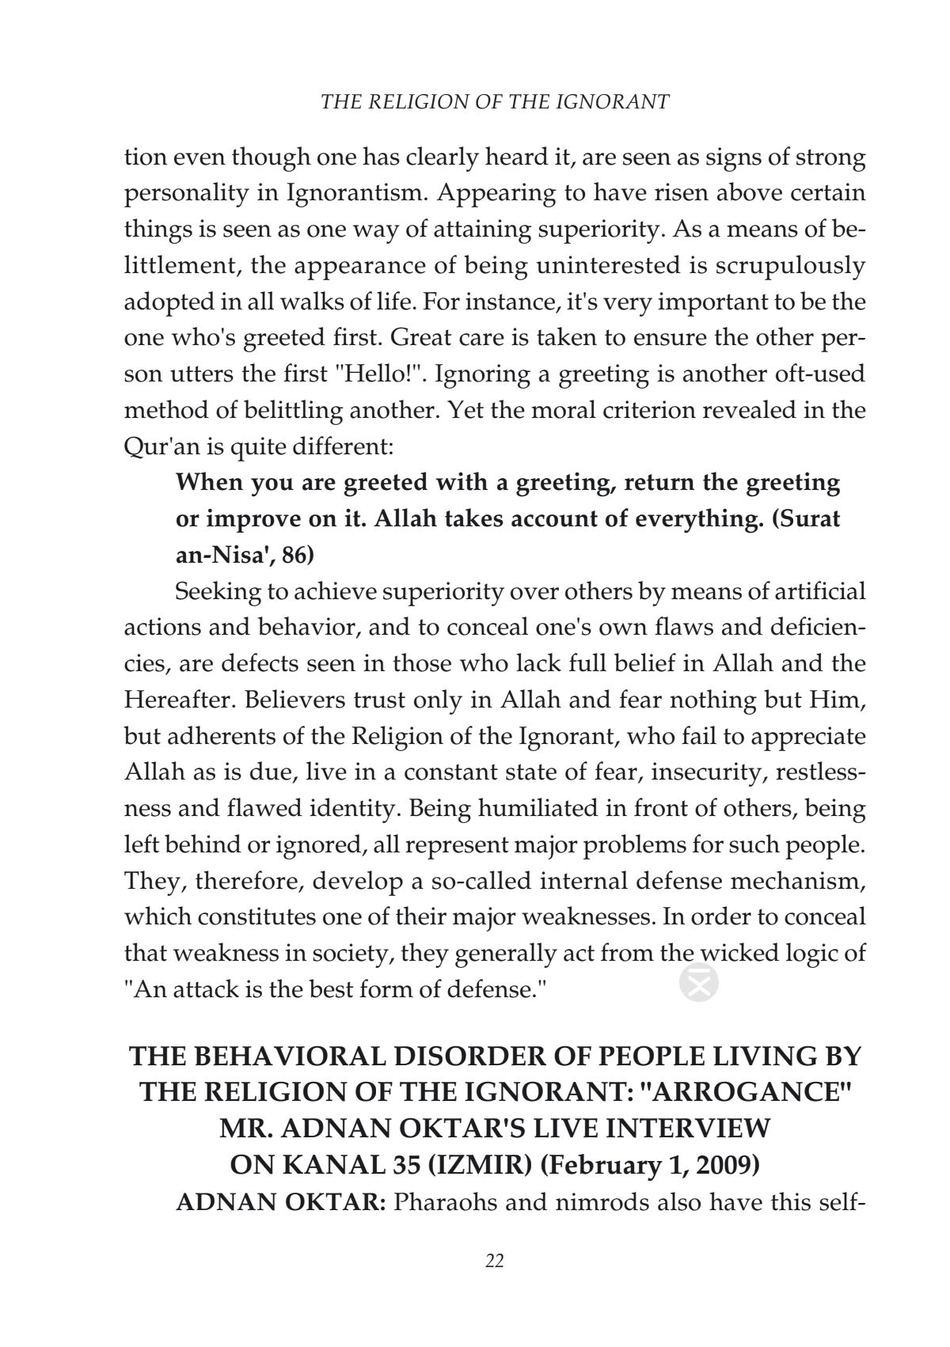 THE RELIGION OF THE IGNORANT
tion even though one has clearly heard it, are seen as signs of strong
personality in Ignorantism. Appearing to have risen above certain
things is seen as one way of attaining superiority. As a means of be-
littlement, the appearance of being uninterested is scrupulously
adopted in all walks of life. For instance, it's very important to be the
one who's greeted first. Great care is taken to ensure the other per-
son utters the first "Hello!". Ignoring a greeting is another oft-used
method of belittling another. Yet the moral criterion revealed in the
Qur'an is quite different:
When you are greeted with a greeting, return the greeting
or improve on it. Allah takes account of everything. (Surat
an-Nisa', 86)
Seeking to achieve superiority over others by means of artificial
actions and behavior, and to conceal one's own flaws and deficien-
cies, are defects seen in those who lack full belief in Allah and the
Hereafter. Believers trust only in Allah and fear nothing but Him,
but adherents of the Religion of the Ignorant, who fail to appreciate
Allah as is due, live in a constant state of fear, insecurity, restless-
ness and flawed identity. Being humiliated in front of others, being
left behind or ignored, all represent major problems for such people.
They, therefore, develop a so-called internal defense mechanism,
which constitutes one of their major weaknesses. In order to conceal
that weakness in society, they generally act from the wicked logic of
"An attack is the best form of defense."
THE BEHAVIORAL DISORDER OF PEOPLE LIVING BY
THE RELIGION OF THE IGNORANT: "ARROGANCE"
MR. ADNAN OKTAR'S LIVE INTERVIEW
ON KANAL 35 (IZMIR) (February 1, 2009)
ADNAN OKTAR: Pharaohs and nimrods also have this self-
22